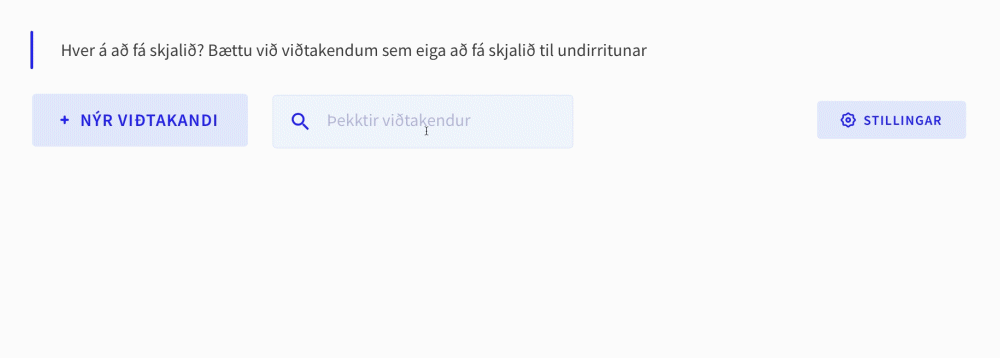 Hver á að fá skjalið? Bættu við viðtakendum sem eiga að fá skjalið til undirritunar
+ NÝR VIÐTAKANDI
Þekktir viðtakendur
STILLINGAR